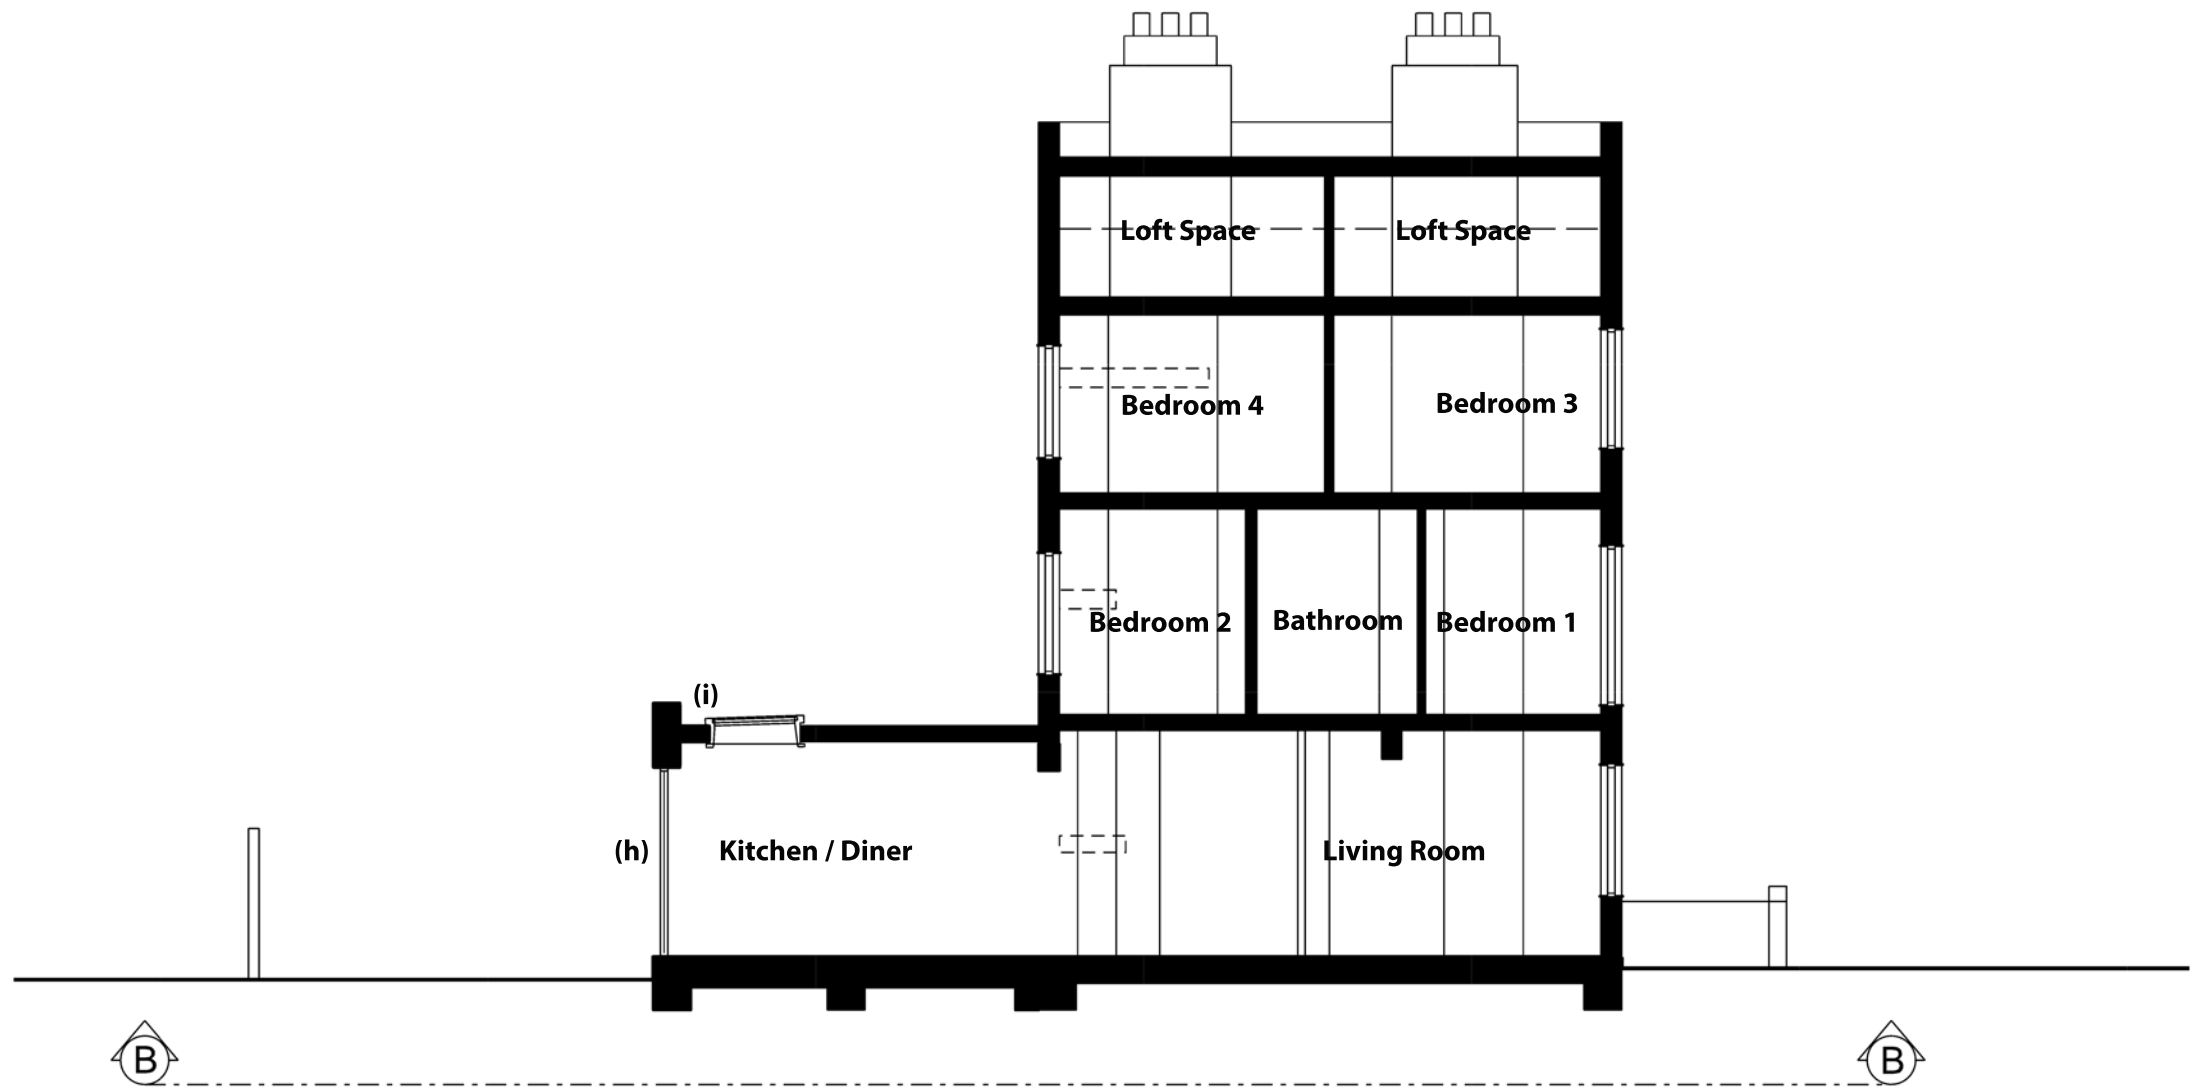 Loft Space Loft Space
Bedroom 4 Bedroom 3
Bedroom 2 Bathroom Bedroom 1
(i)
(h) Kitchen / Diner Living Room
B B